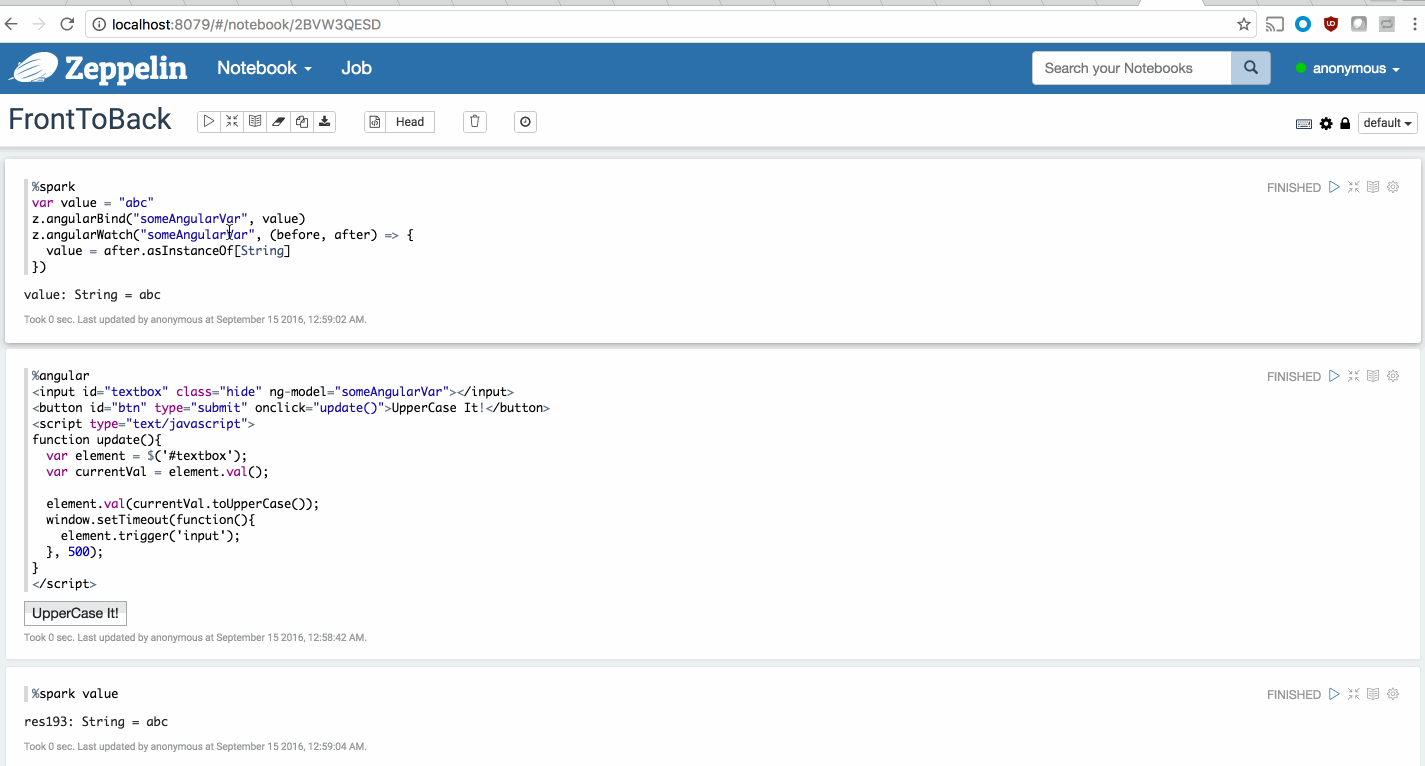 localhost:8079/#/notebook/2BVW3QESD
Zeppelin Notebook Job Search your Notebooks anonymous
FrontToBack Head default
%spark FINISHED
var value = "abc"
z.angularBind("someAngularVar", value)
z.angularWatch("someAngularVar", (before, after) => {
  value = after.asInstanceOf[String]
})
value: String = abc
Took 0 sec. Last updated by anonymous at September 15 2016, 12:59:02 AM.
%angular FINISHED
<input id="textbox" class="hide" ng-model="someAngularVar"></input>
<button id="btn" type="submit" onclick="update()">UpperCase It!</button>
<script type="text/javascript">
function update(){
  var element = $('#textbox');
  var currentVal = element.val();
  element.val(currentVal.toUpperCase());
  window.setTimeout(function(){
    element.trigger('input');
  }, 500);
}
</script>
UpperCase It!
Took 0 sec. Last updated by anonymous at September 15 2016, 12:58:42 AM.
%spark value FINISHED
res193: String = abc
Took 0 sec. Last updated by anonymous at September 15 2016, 12:59:04 AM.